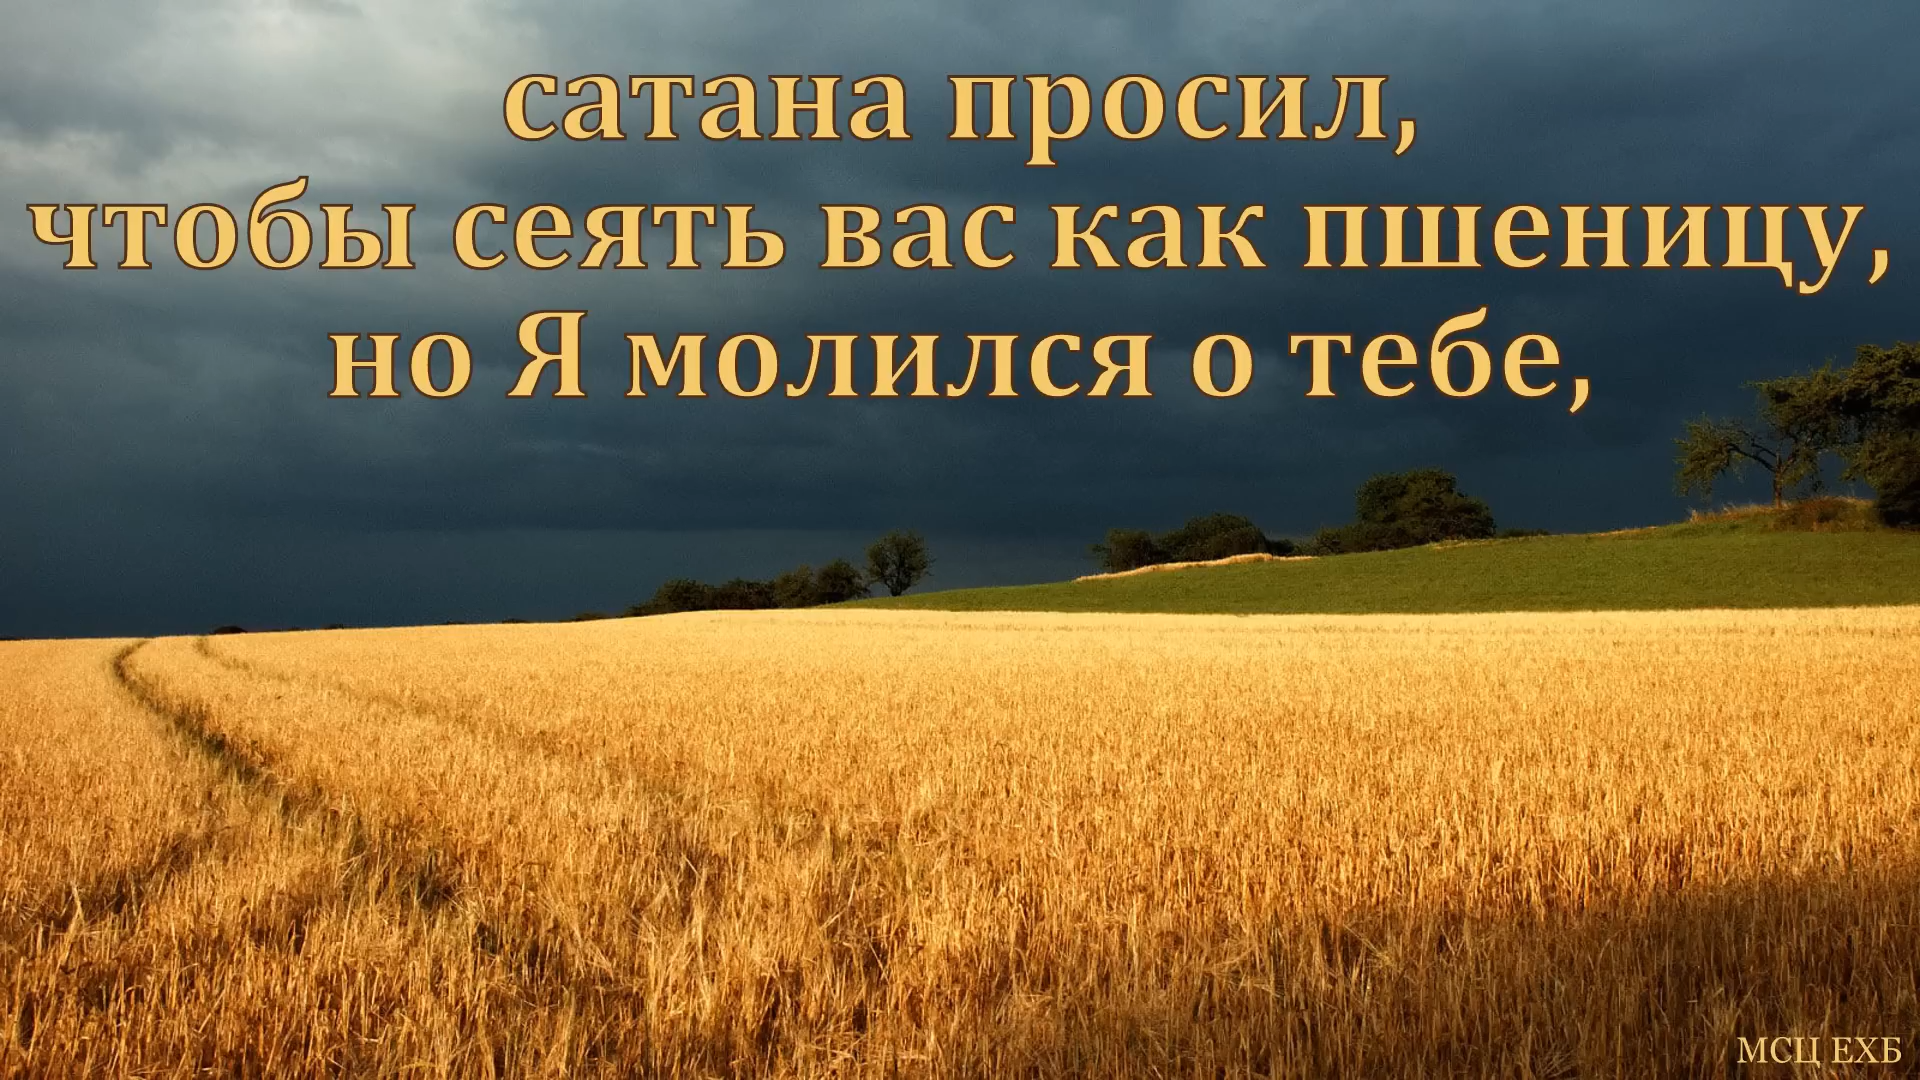 сатана просил,
чтобы сеять вас как пшеницу,
но Я молился о тебе,
МСЦ ЕХБ